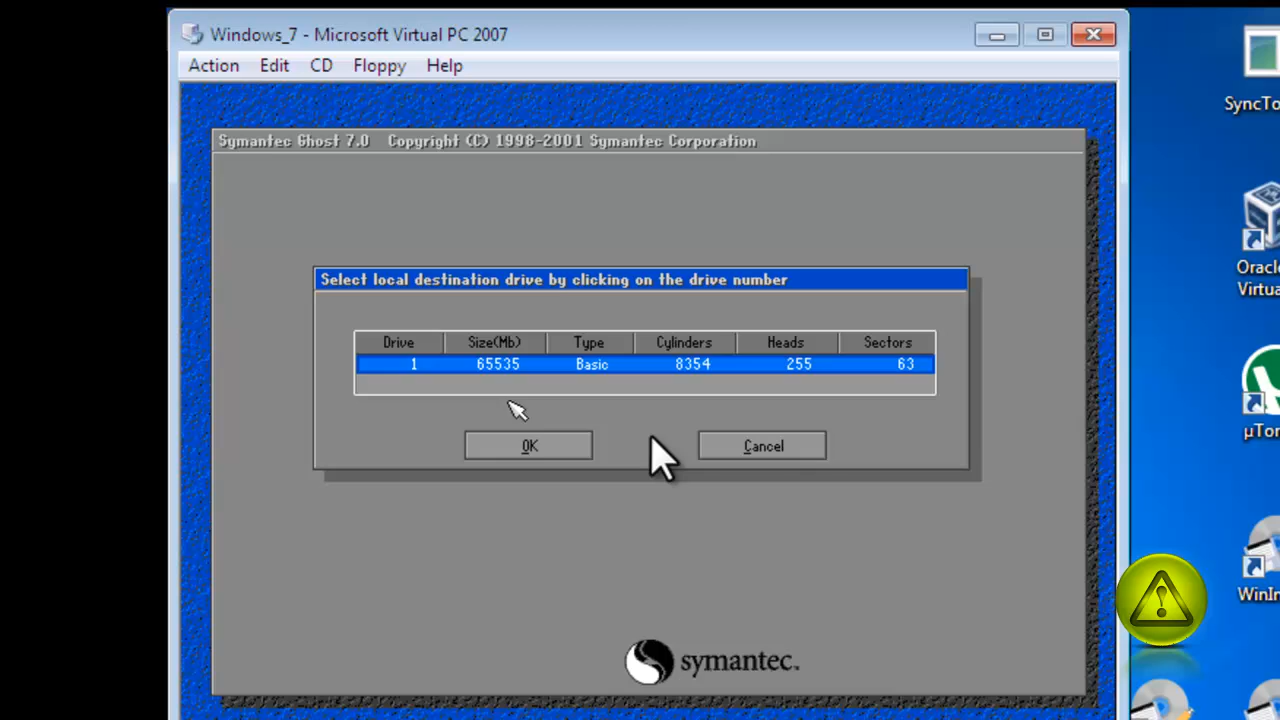 Windows_7 - Microsoft Virtual PC 2007
Action Edit CD Floppy Help
Symantec Ghost 7.0 Copyright (C) 1998-2001 Symantec Corporation
Select local destination drive by clicking on the drive number
Drive Size(Mb) Type Cylinders Heads Sectors
1 65535 Basic 8354 255 63
OK Cancel
symantec.
SyncTo
Oracle
Virtua
µTor
WinIm